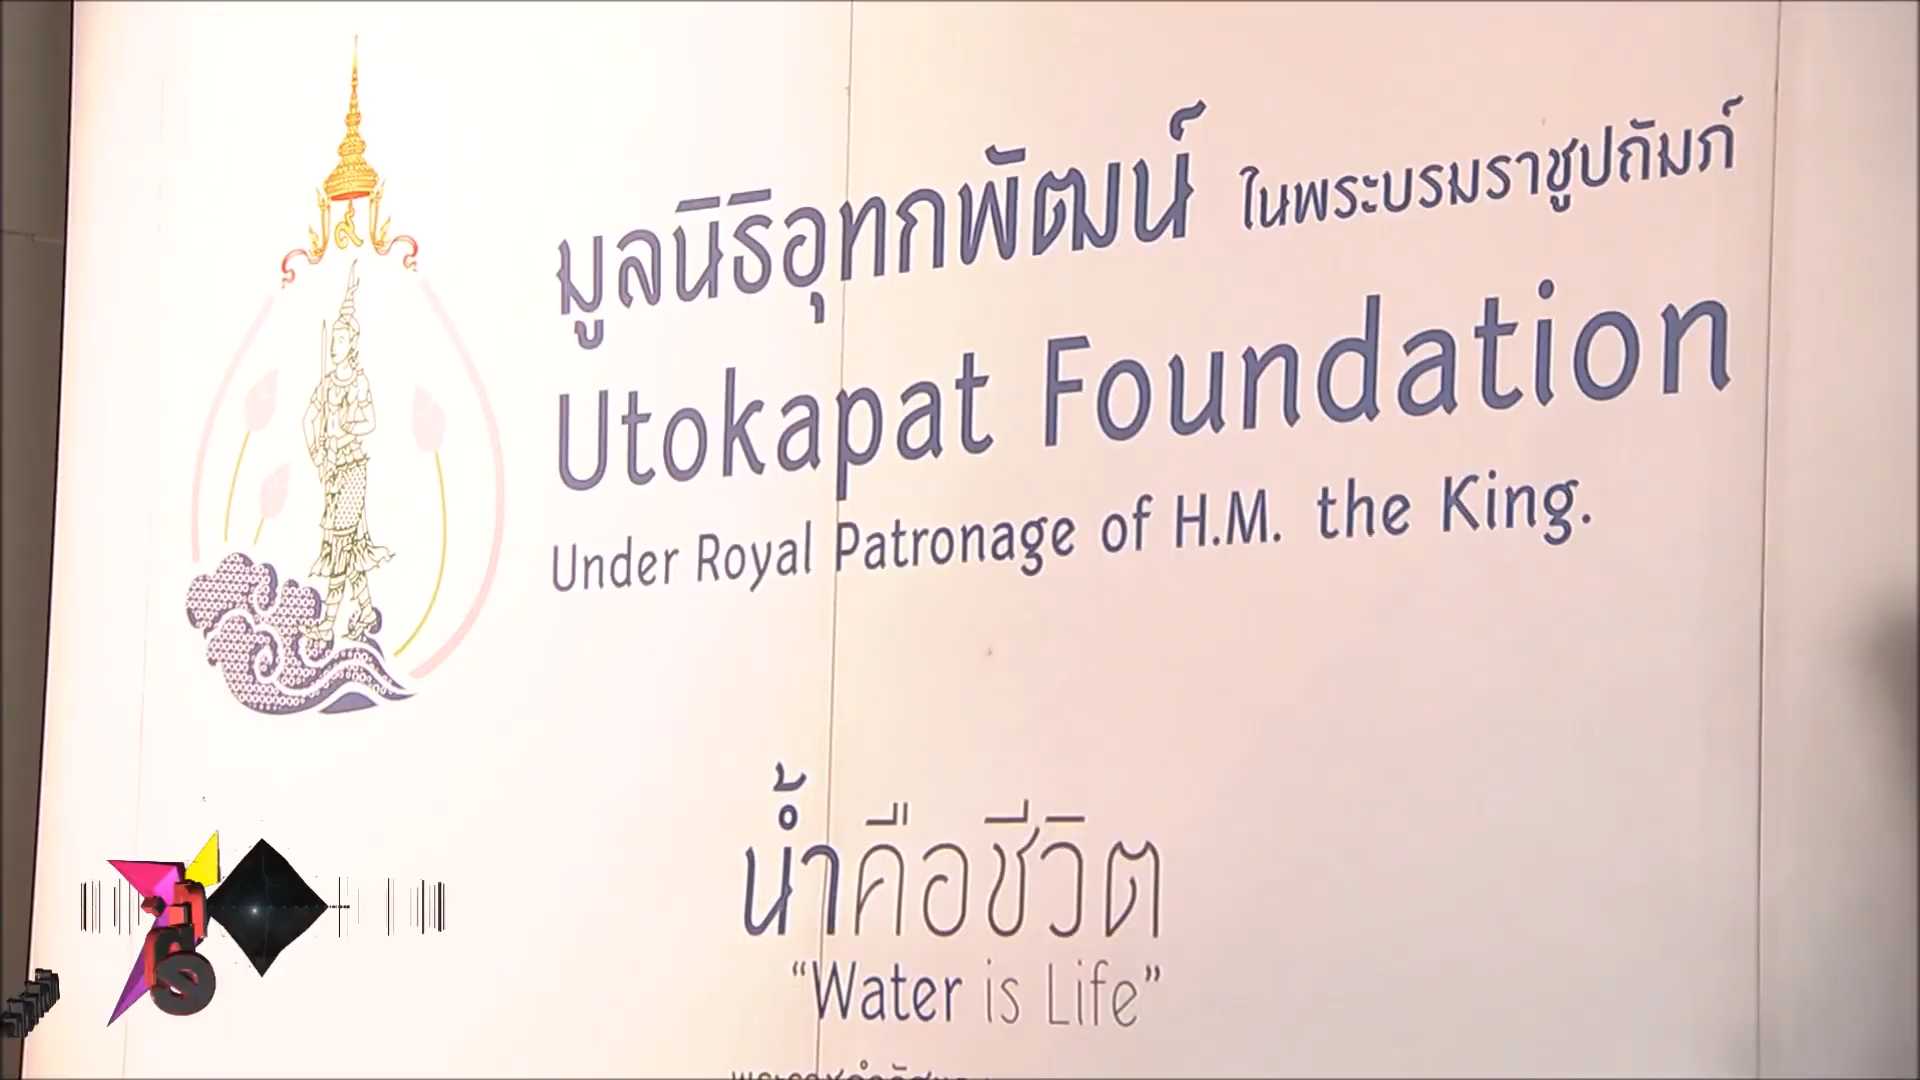 มูลนิธิอุทกพัฒน์ ในพระบรมราชูปถัมภ์
Utokapat Foundation
Under Royal Patronage of H.M. the King.
น้ำคือชีวิต
“Water is Life”